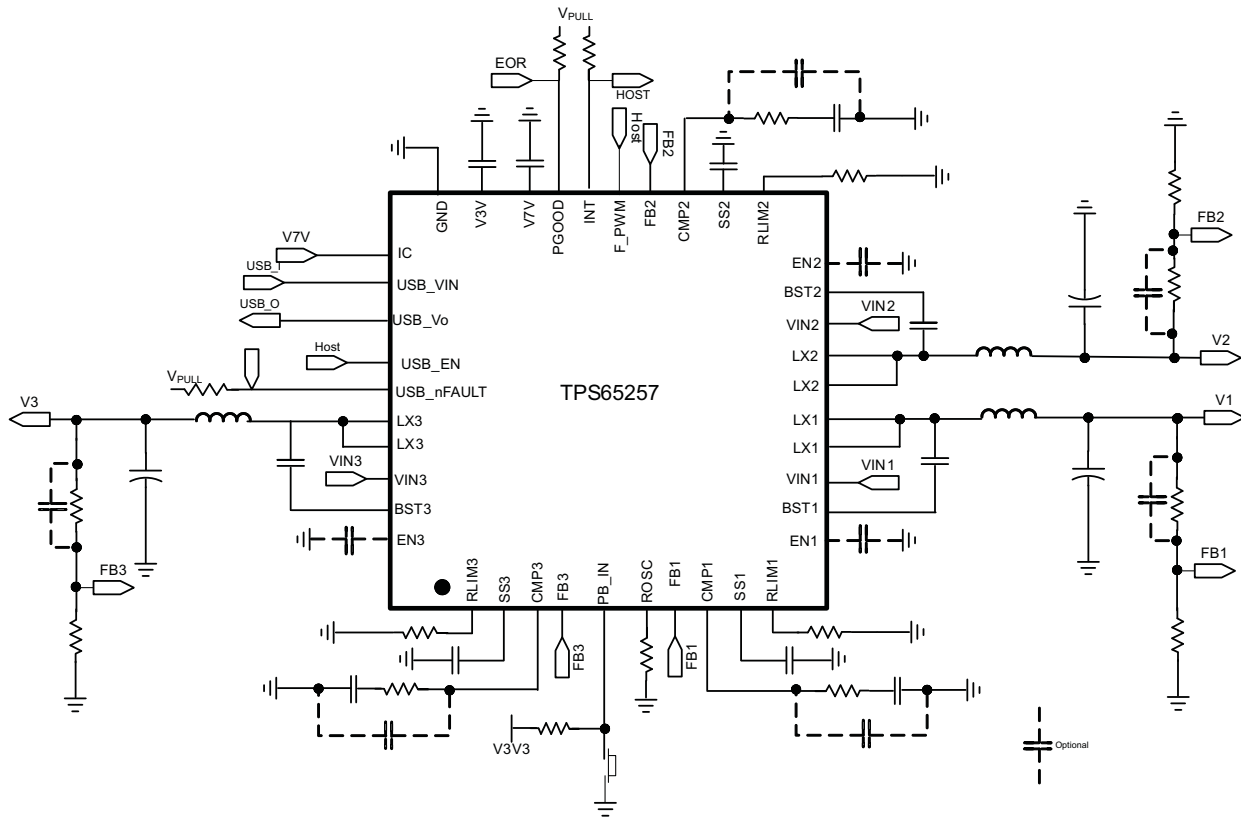 VPULL
EOR
HOST
Host
FB2
GND
V3V
V7V
PGOOD
INT
F_PWM
FB2
CMP2
SS2
RLIM2
V7V
IC
USB_I
USB_VIN
USB_O
USB_Vo
Host
USB_EN
VPULL
USB_nFAULT
V3
LX3
LX3
VIN3
VIN3
BST3
EN3
FB3
TPS65257
EN2
BST2
VIN2
VIN2
LX2
LX2
LX1
LX1
VIN1
VIN1
BST1
EN1
FB2
V2
V1
FB1
RLIM3
SS3
CMP3
FB3
PB_IN
ROSC
FB1
CMP1
SS1
RLIM1
FB3
FB1
V3V3
Optional